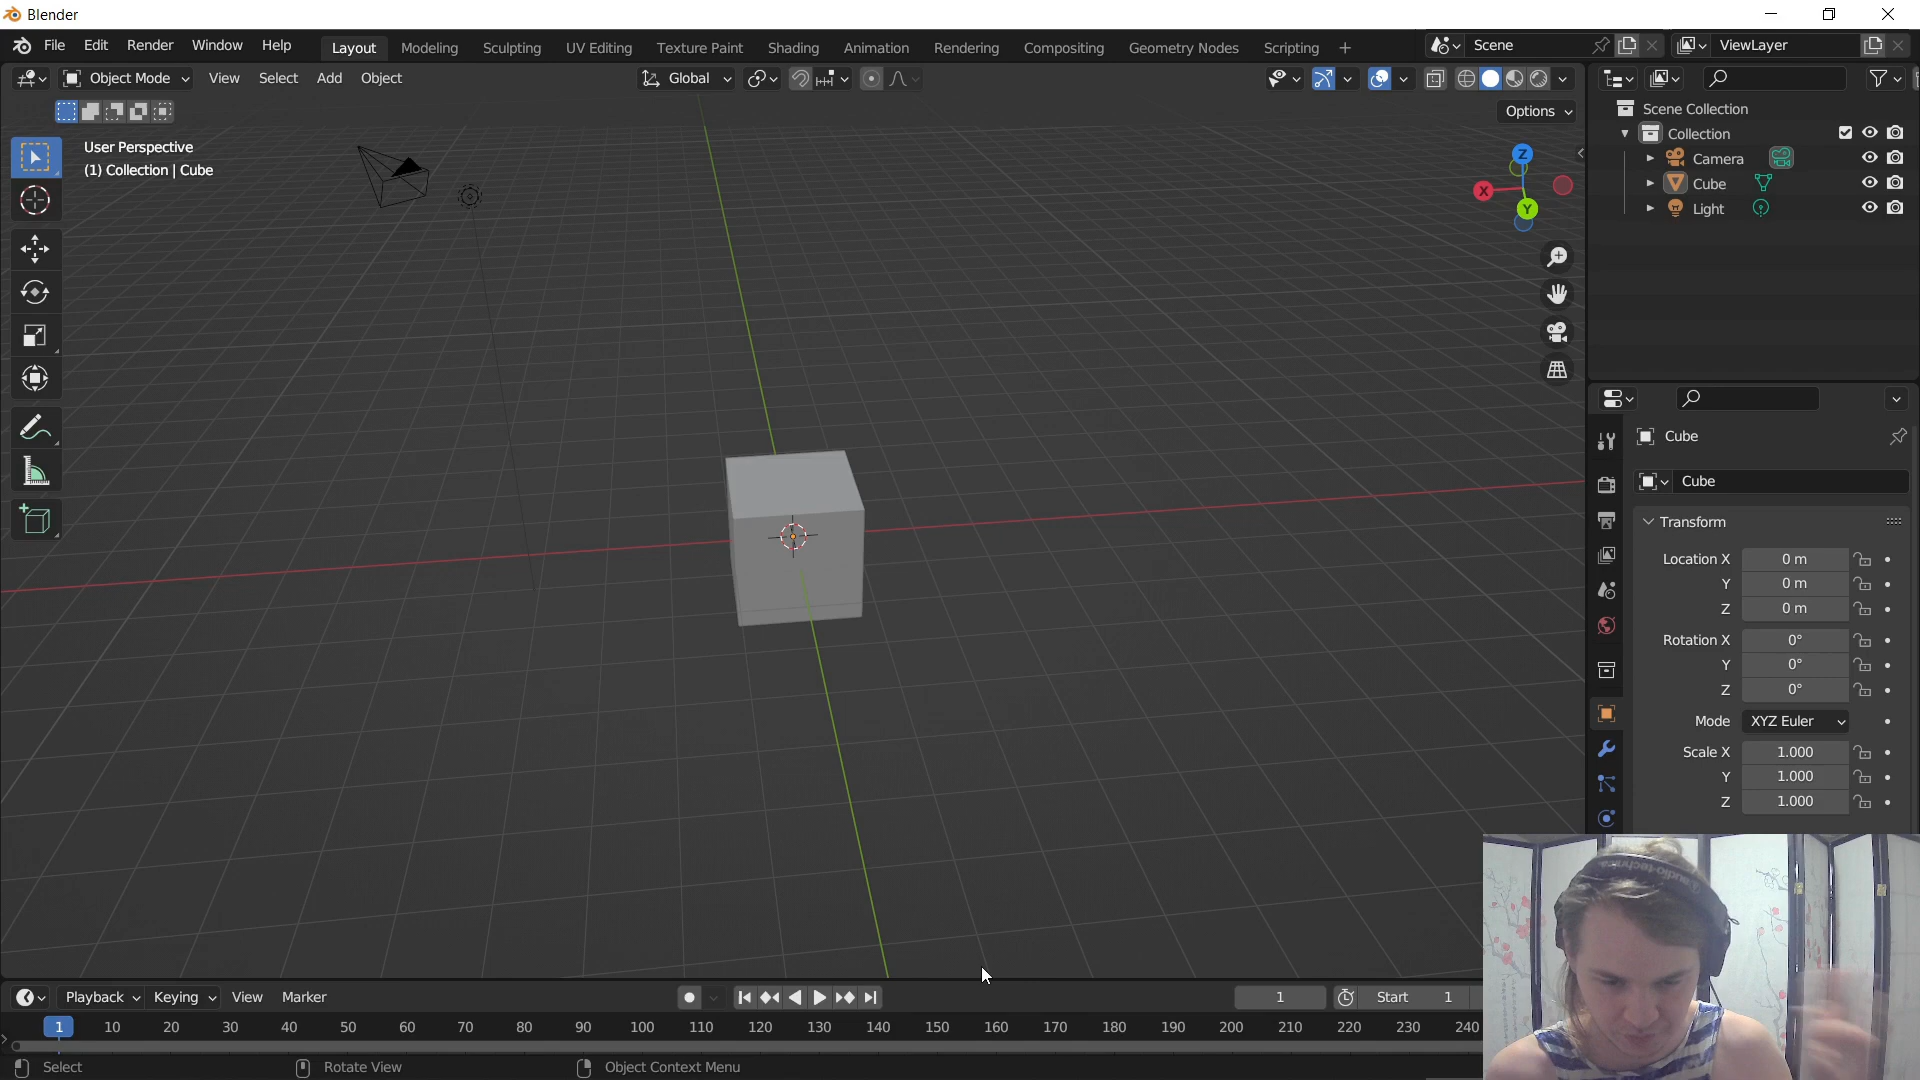 Blender
File Edit Render Window Help Layout Modeling Sculpting UV Editing Texture Paint Shading Animation Rendering Compositing Geometry Nodes Scripting + Scene ViewLayer
Object Mode View Select Add Object Global
Options
User Perspective
(1) Collection | Cube
Z
X
Y
Scene Collection
Collection
Camera
Cube
Light
Cube
Cube
Transform
Location X 0 m
Y 0 m
Z 0 m
Rotation X 0°
Y 0°
Z 0°
Mode XYZ Euler
Scale X 1.000
Y 1.000
Z 1.000
audio-technica
Playback Keying View Marker 1 Start 1
1 10 20 30 40 50 60 70 80 90 100 110 120 130 140 150 160 170 180 190 200 210 220 230 240
Select Rotate View Object Context Menu